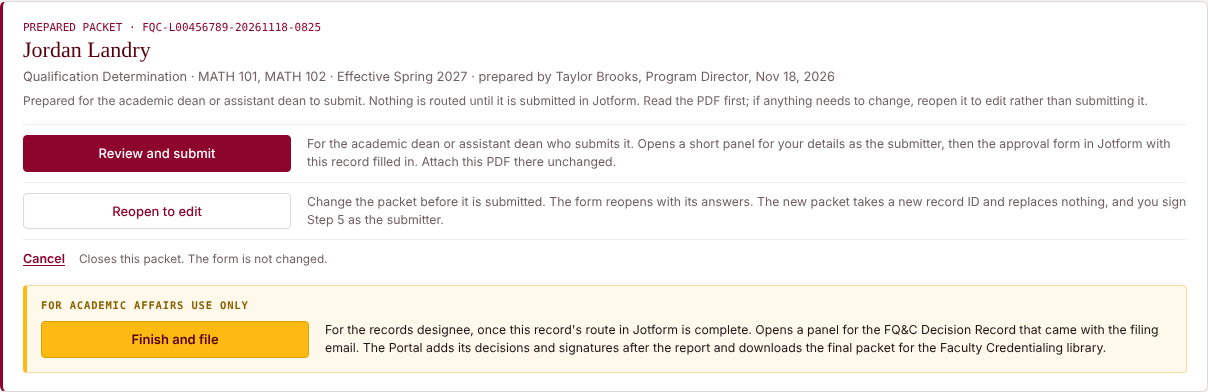 PREPARED PACKET · FQC-L00456789-20261118-0825
Jordan Landry
Qualification Determination · MATH 101, MATH 102 · Effective Spring 2027 · prepared by Taylor Brooks, Program Director, Nov 18, 2026
Prepared for the academic dean or assistant dean to submit. Nothing is routed until it is submitted in Jotform. Read the PDF first; if anything needs to change, reopen it to edit rather than submitting it.
Review and submit
For the academic dean or assistant dean who submits it. Opens a short panel for your details as the submitter, then the approval form in Jotform with
this record filled in. Attach this PDF there unchanged.
Reopen to edit
Change the packet before it is submitted. The form reopens with its answers. The new packet takes a new record ID and replaces nothing, and you sign
Step 5 as the submitter.
Cancel Closes this packet. The form is not changed.
FOR ACADEMIC AFFAIRS USE ONLY
Finish and file
For the records designee, once this record's route in Jotform is complete. Opens a panel for the FQ&C Decision Record that came with the filing
email. The Portal adds its decisions and signatures after the report and downloads the final packet for the Faculty Credentialing library.